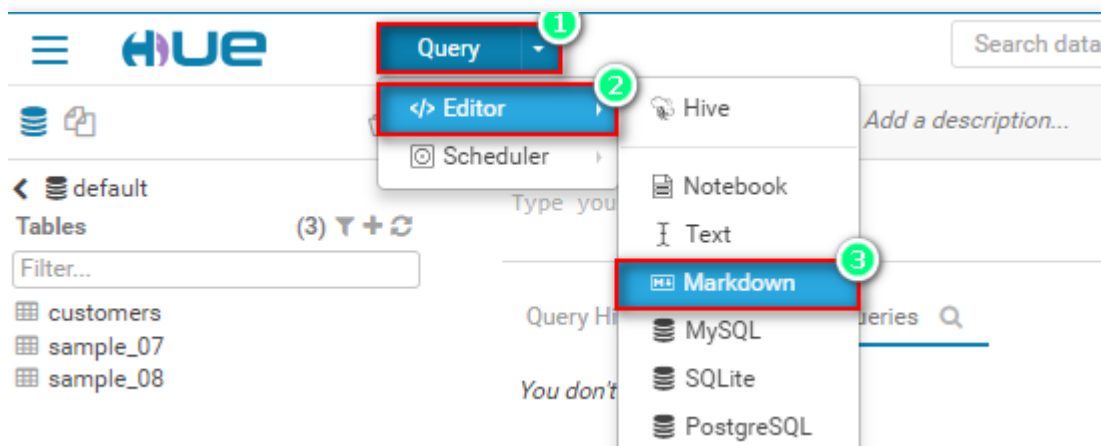 HUE
Query
1
Search data
</> Editor
2
Hive
Add a description...
Scheduler
default
Notebook
Tables (3)
Type you
Text
Filter...
Markdown
3
customers
Query Hi
ueries
MySQL
sample_07
sample_08
You don't
SQLite
PostgreSQL